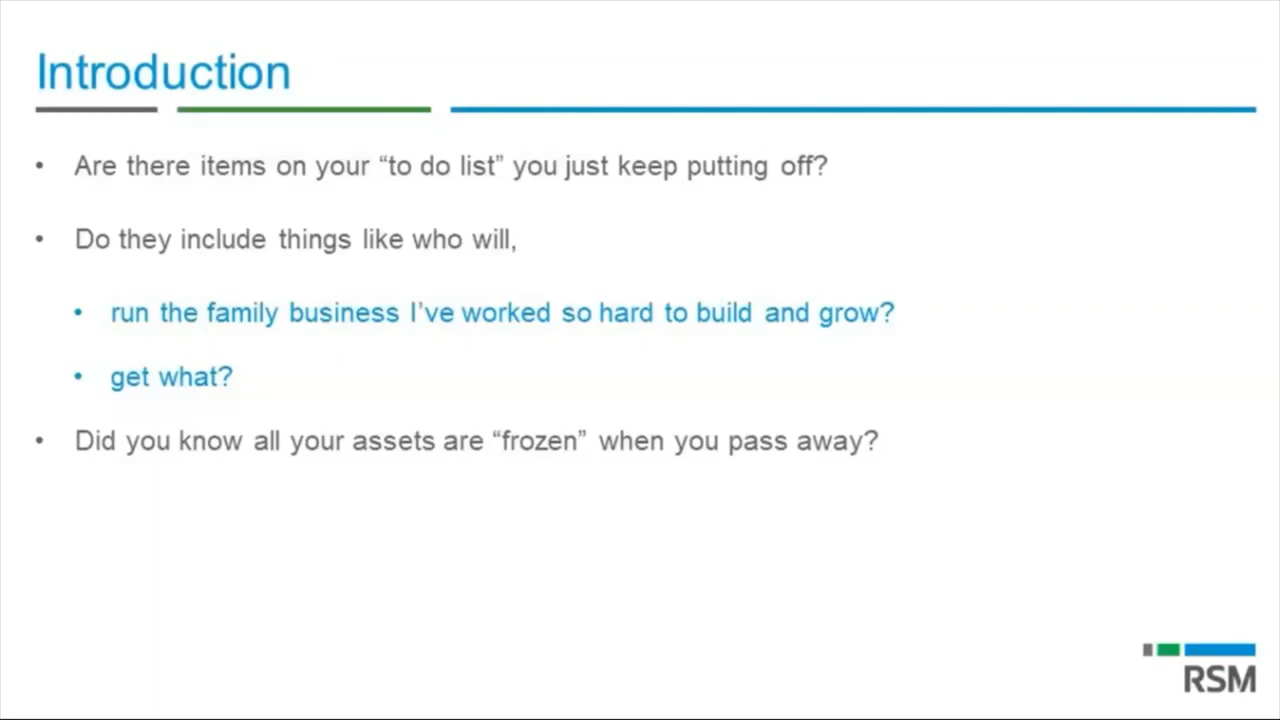 Introduction
• Are there items on your “to do list” you just keep putting off?
• Do they include things like who will,
• run the family business I’ve worked so hard to build and grow?
• get what?
• Did you know all your assets are “frozen” when you pass away?
RSM